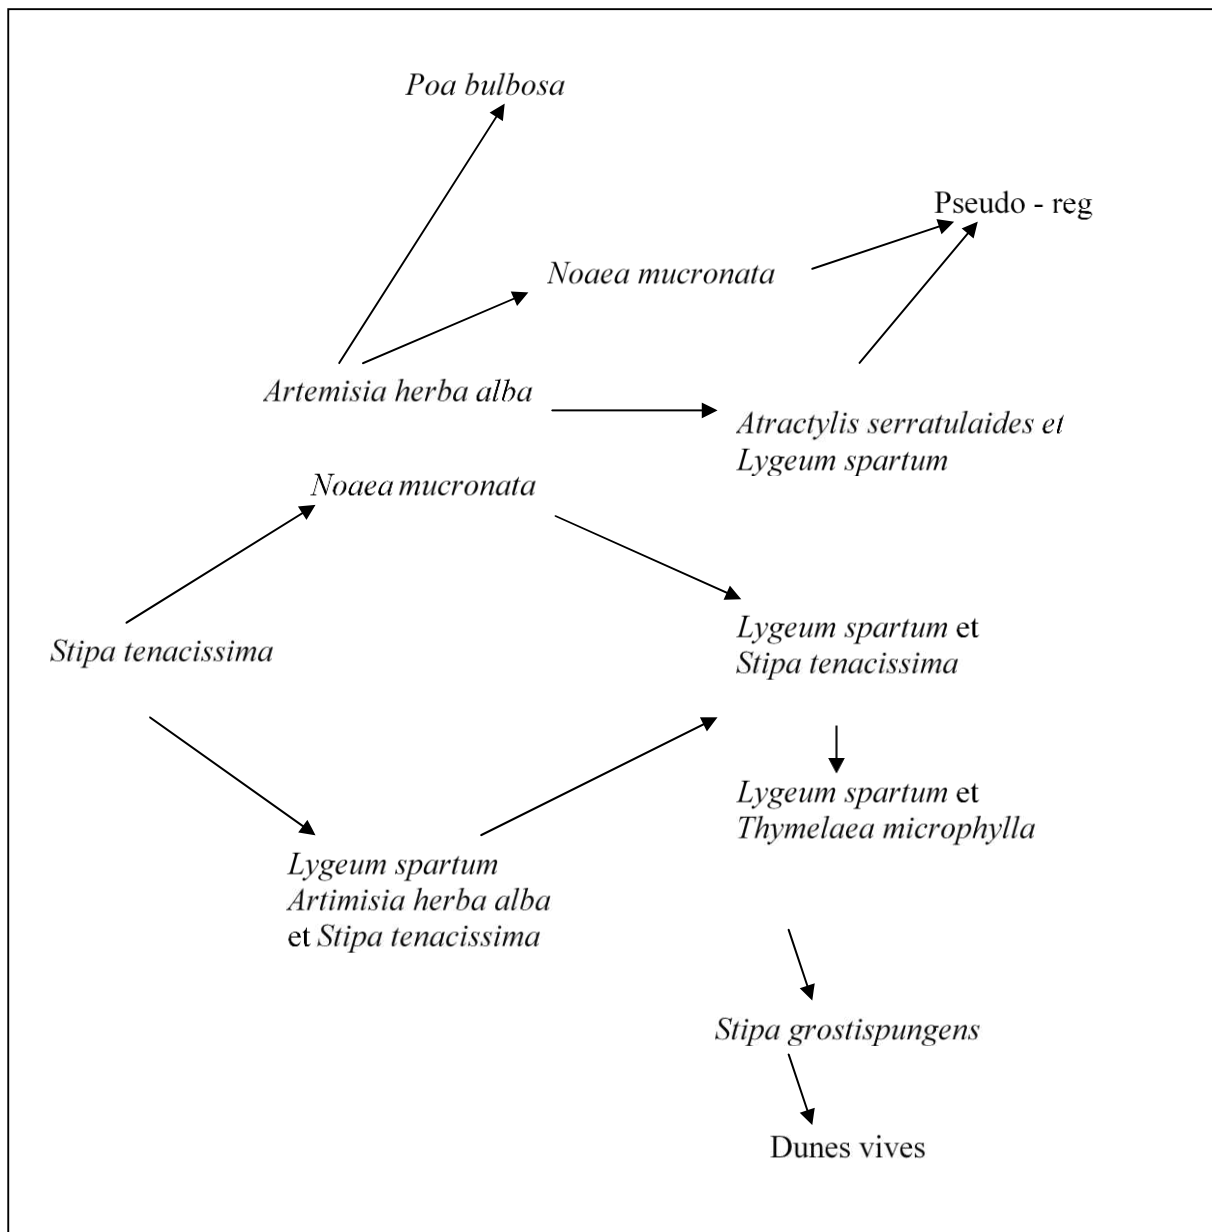 Poa bulbosa
Pseudo - reg
Noaea mucronata
Artemisia herba alba
Atractylis serratulaides et
Lygeum spartum
Noaea mucronata
Stipa tenacissima
Lygeum spartum et
Stipa tenacissima
Lygeum spartum et
Thymelaea microphylla
Lygeum spartum
Artimisia herba alba
et Stipa tenacissima
Stipa grostispungens
Dunes vives